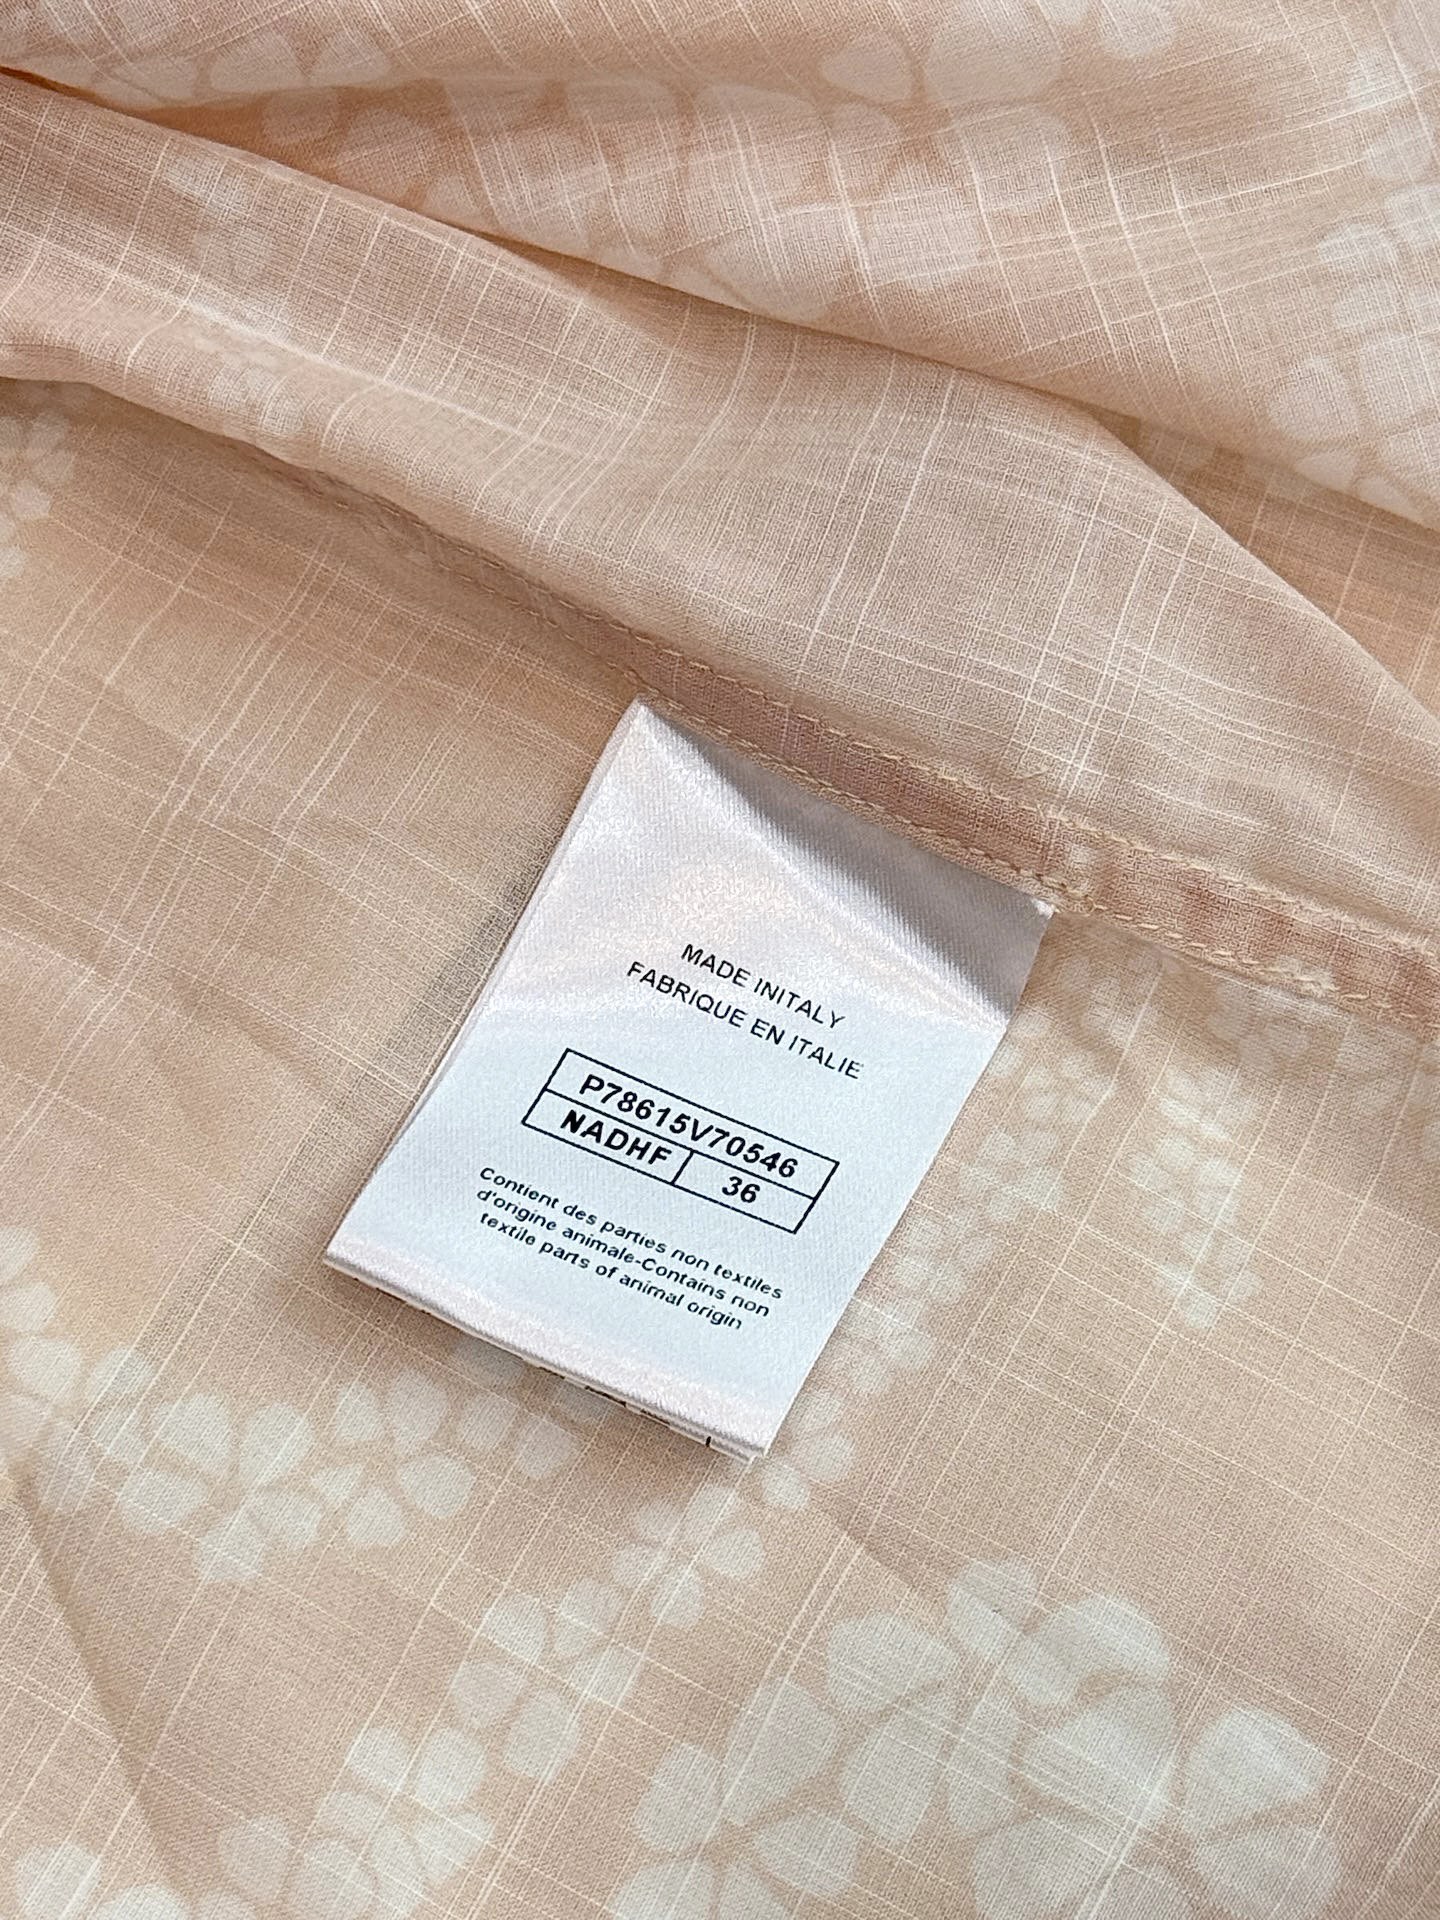 MADE INITALY
FABRIQUE EN ITALIE
P78615V70546
NADHF 36
Contient des parties non textiles
d'origine animale-Contains non
textile parts of animal origin